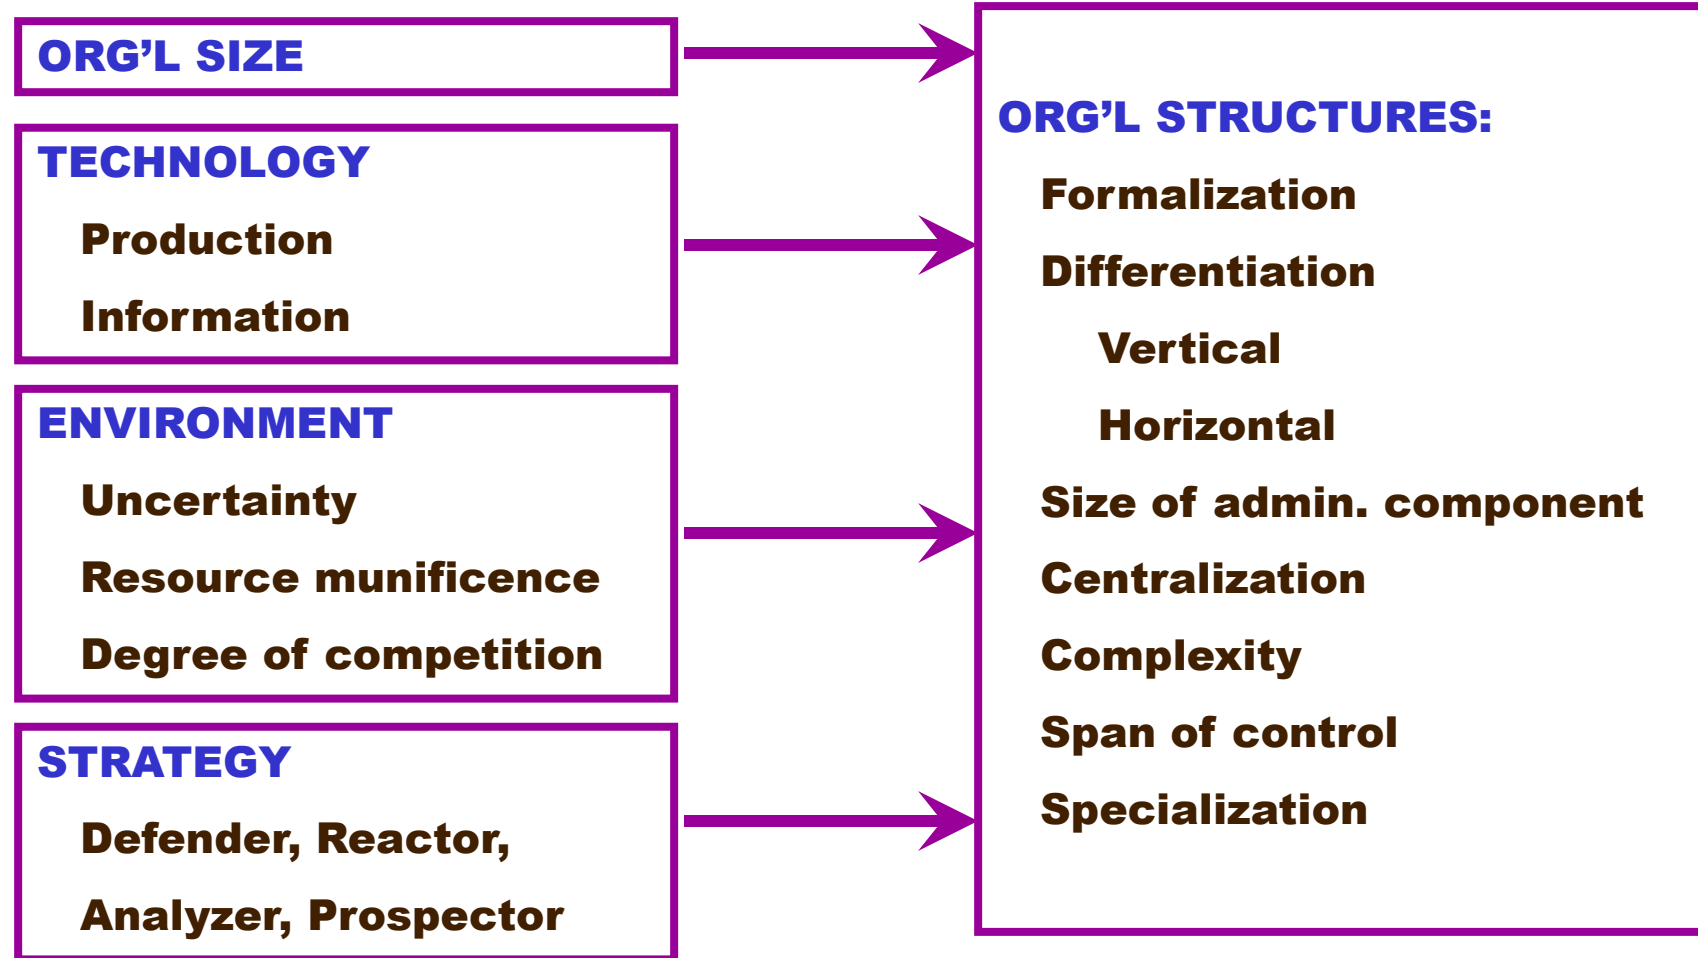 ORG’L SIZE
TECHNOLOGY
Production
Information
ENVIRONMENT
Uncertainty
Resource munificence
Degree of competition
STRATEGY
Defender, Reactor,
Analyzer, Prospector
ORG’L STRUCTURES:
Formalization
Differentiation
Vertical
Horizontal
Size of admin. component
Centralization
Complexity
Span of control
Specialization